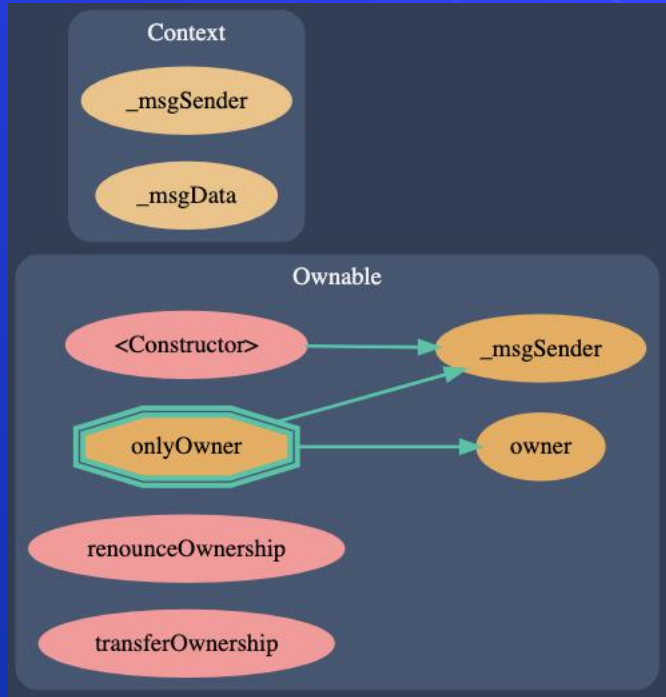 Context
_msgSender
_msgData
Ownable
<Constructor>
_msgSender
onlyOwner
owner
renounceOwnership
transferOwnership